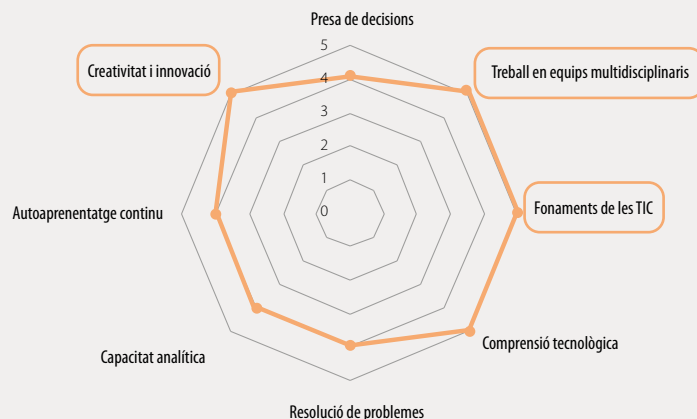 Presa de decisions
5
Creativitat i innovació
Treball en equips multidisciplinaris
4
3
2
1
0
Autoaprenentatge continu
Fonaments de les TIC
Capacitat analítica
Comprensió tecnològica
Resolució de problemes